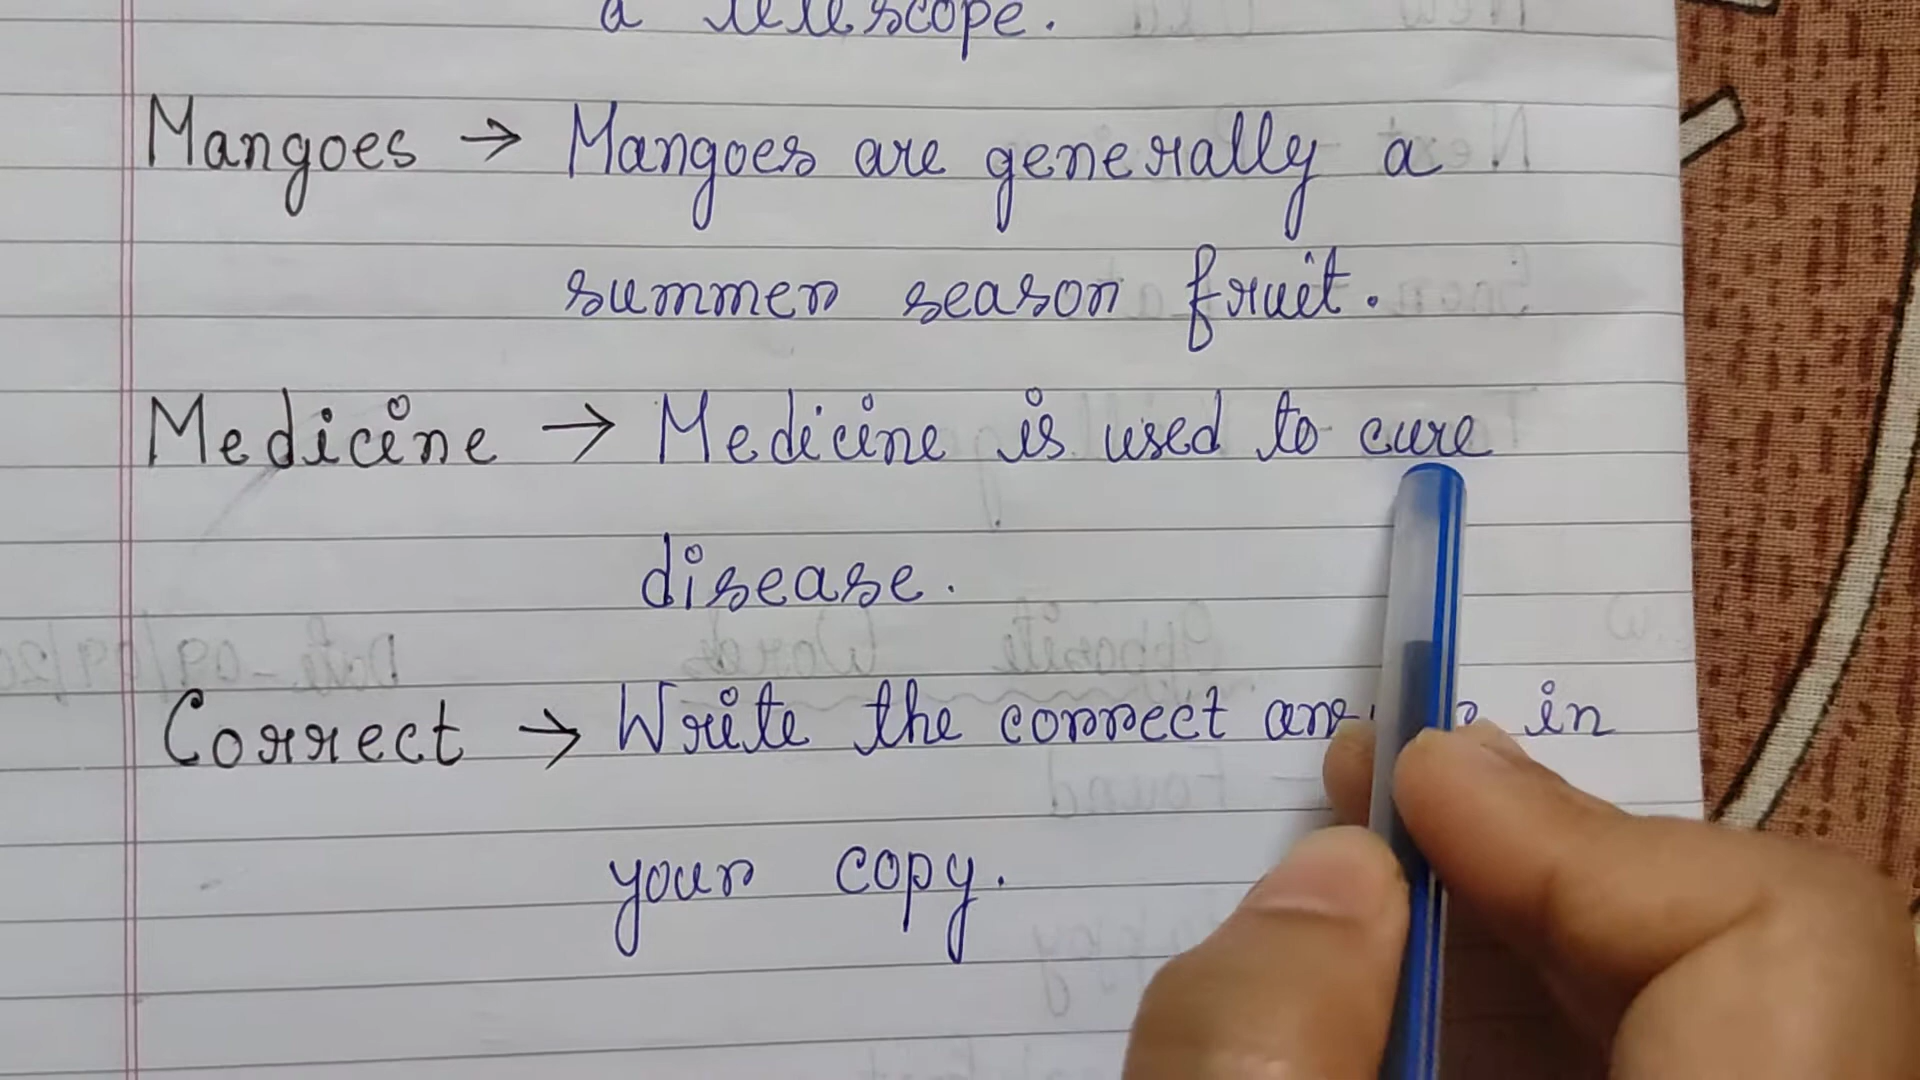 a telescope.
Mangoes → Mangoes are generally a
summer season fruit.
Medicine → Medicine is used to cure
disease.
Correct → Write the correct in
your copy.